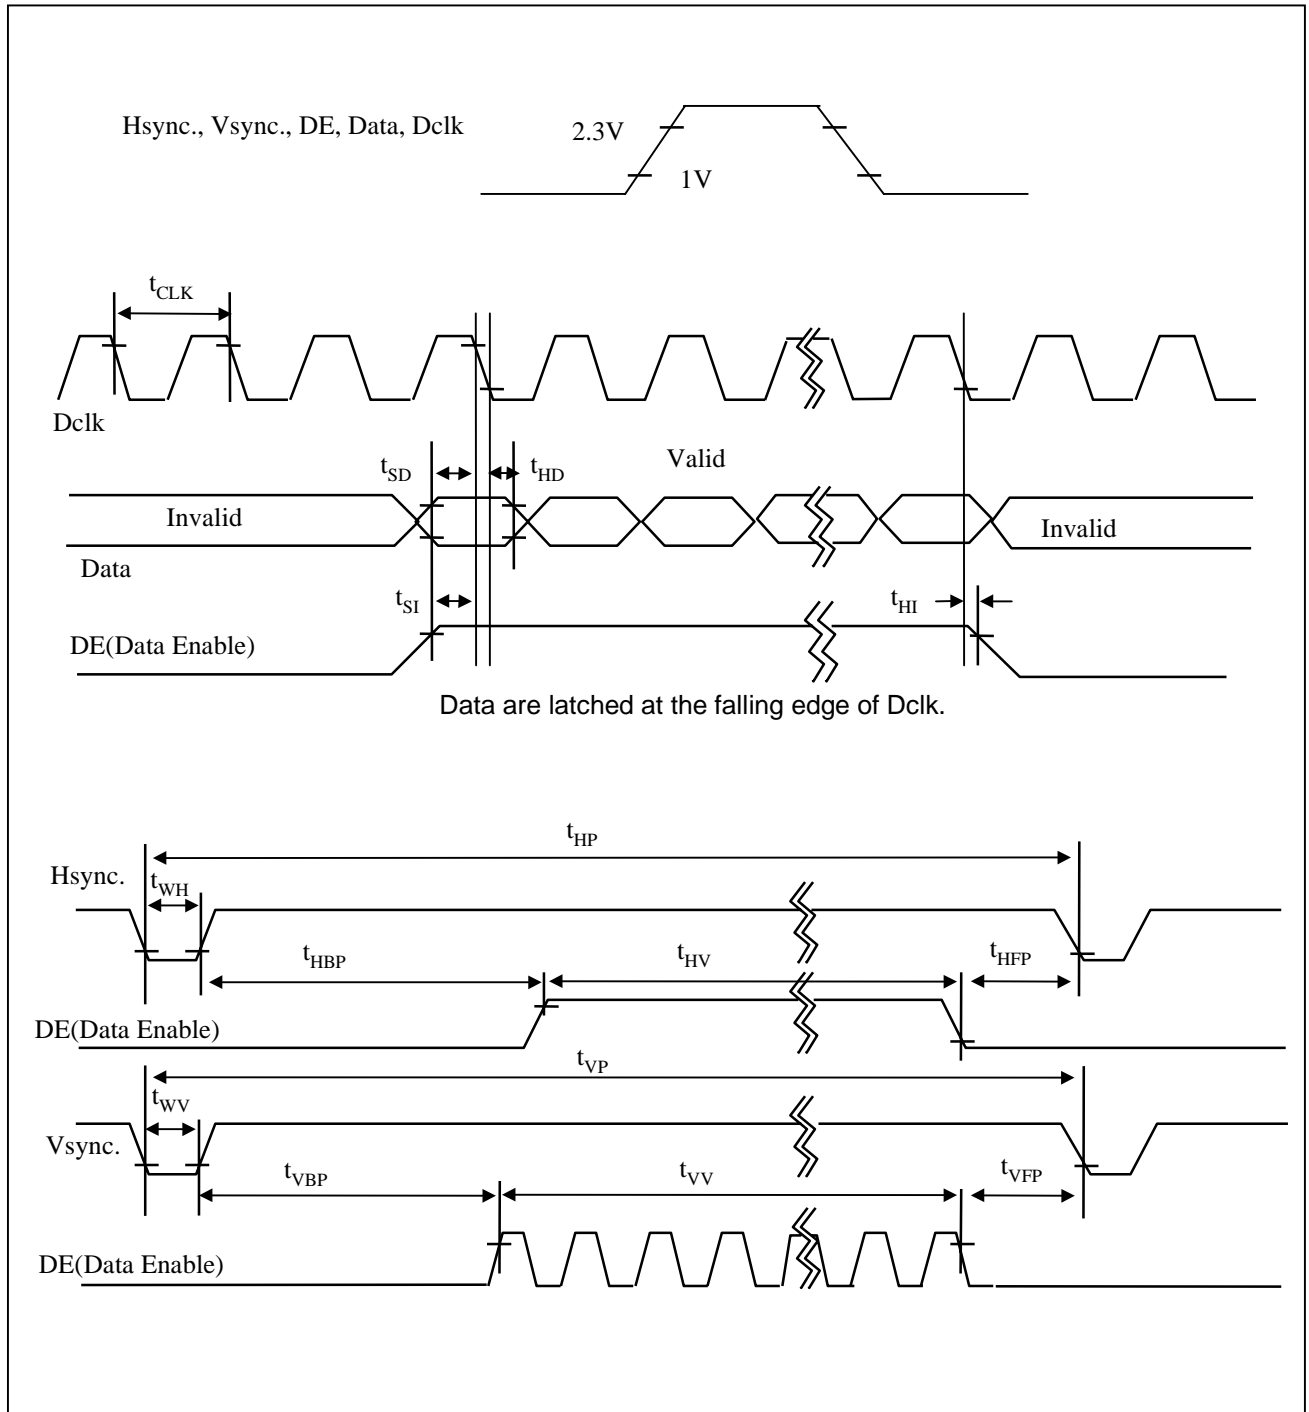 Hsync., Vsync., DE, Data, Dclk
2.3V
1V
tCLK
Dclk
tSD
tHD
Valid
Invalid
Invalid
Data
tSI
tHI
DE(Data Enable)
Data are latched at the falling edge of Dclk.
tHP
Hsync.
tWH
tHBP
tHV
tHFP
DE(Data Enable)
tVP
tWV
Vsync.
tVBP
tVV
tVFP
DE(Data Enable)